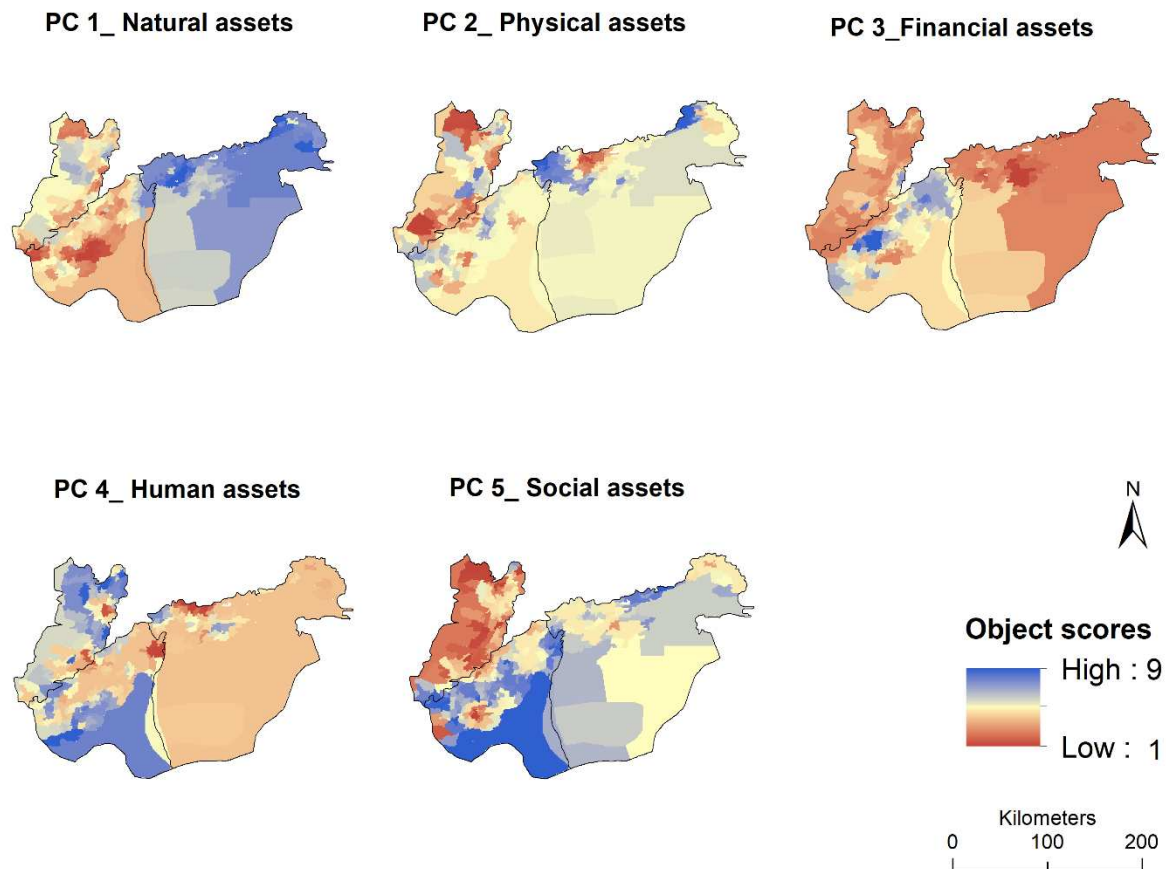 PC 1_ Natural assets
PC 2_ Physical assets
PC 3_Financial assets
PC 4_ Human assets
PC 5_ Social assets
N
Object scores
High : 9
Low : 1
Kilometers
0 100 200